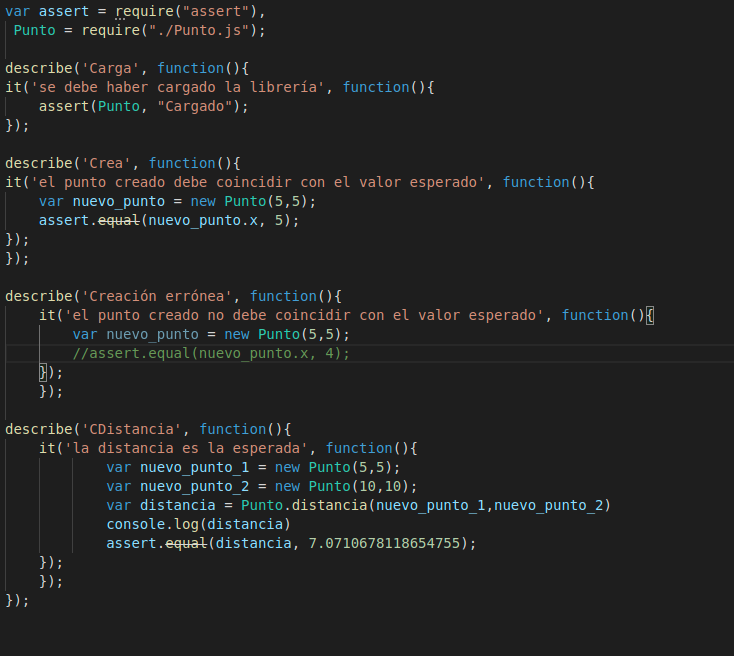 var assert = require("assert"),
 Punto = require("./Punto.js");

describe('Carga', function(){
it('se debe haber cargado la librería', function(){
    assert(Punto, "Cargado");
});

describe('Crea', function(){
it('el punto creado debe coincidir con el valor esperado', function(){
    var nuevo_punto = new Punto(5,5);
    assert.equal(nuevo_punto.x, 5);
});
});

describe('Creación errónea', function(){
    it('el punto creado no debe coincidir con el valor esperado', function(){
        var nuevo_punto = new Punto(5,5);
        //assert.equal(nuevo_punto.x, 4);
    });
    });

describe('CDistancia', function(){
    it('la distancia es la esperada', function(){
            var nuevo_punto_1 = new Punto(5,5);
            var nuevo_punto_2 = new Punto(10,10);
            var distancia = Punto.distancia(nuevo_punto_1,nuevo_punto_2)
            console.log(distancia)
            assert.equal(distancia, 7.0710678118654755);
    });
    });
});